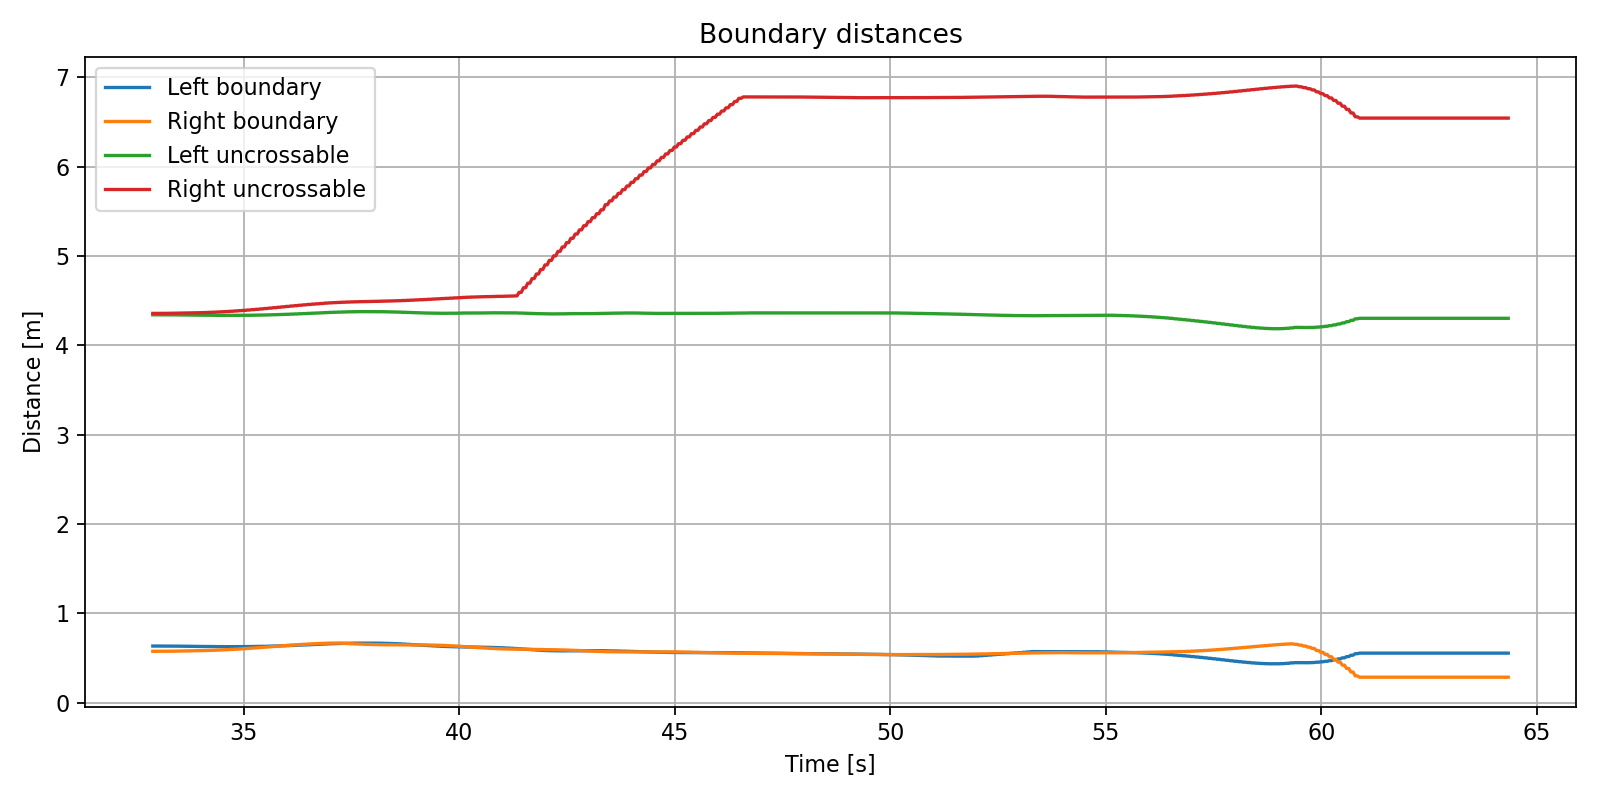 Boundary distances
Left boundary
Right boundary
Left uncrossable
Right uncrossable
7
6
5
4
3
2
1
0
Distance [m]
35 40 45 50 55 60 65
Time [s]